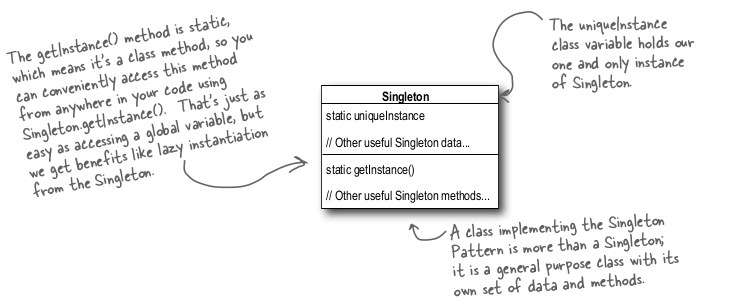 The getInstance() method is static,
which means it's a class method, so you
can conveniently access this method
from anywhere in your code using
Singleton.getInstance(). That's just as
easy as accessing a global variable, but
we get benefits like lazy instantiation
from the Singleton.
The uniqueInstance
class variable holds our
one and only instance
of Singleton.
Singleton
static uniqueInstance
// Other useful Singleton data...
static getInstance()
// Other useful Singleton methods...
A class implementing the Singleton
Pattern is more than a Singleton;
it is a general purpose class with its
own set of data and methods.